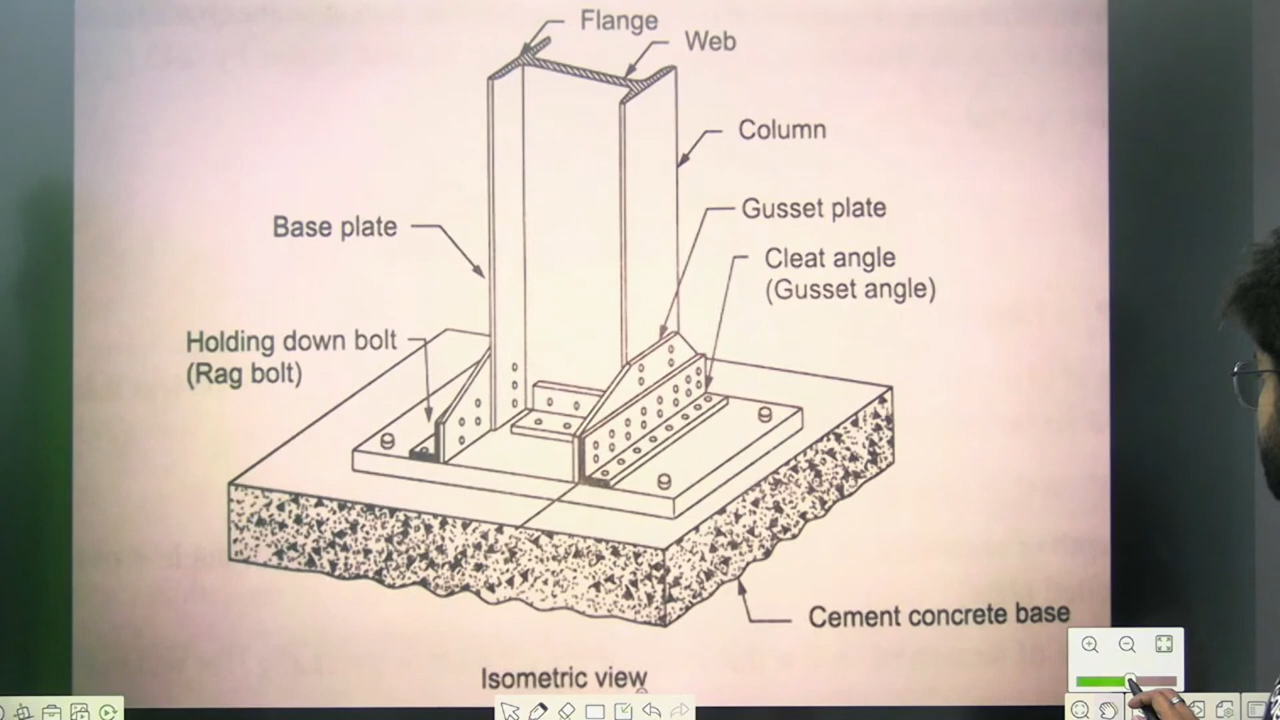 Flange
Web
Column
Gusset plate
Base plate
Cleat angle
(Gusset angle)
Holding down bolt
(Rag bolt)
Cement concrete base
Isometric view